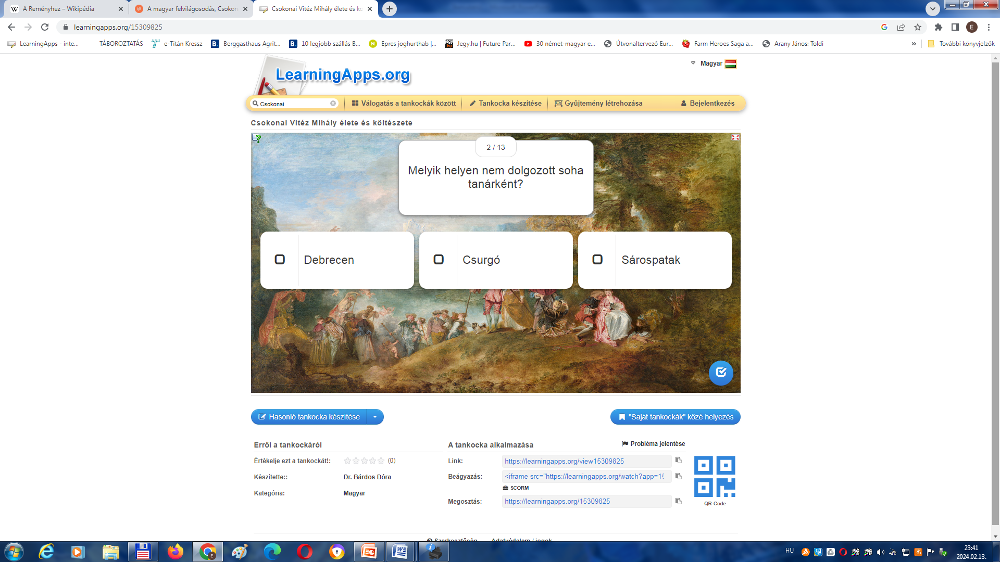 A Reményhez – Wikipédia
A magyar felvilágosodás, Csokon
Csokonai Vitéz Mihály élete és kö
learningapps.org/15309825
E
LearningApps - inte...
TÁBOROZTATÁS
e-Titán Kressz
Berggasthaus Agrit...
10 legjobb szállás B...
Epres joghurthab |...
Jegy.hu | Future Par...
30 német-magyar e...
Útvonaltervező Eur...
Farm Heroes Saga a...
Arany János: Toldi
»
További könyvjelzők
LearningApps.org
Magyar
Csokonai
Válogatás a tankockák között
Tankocka készítése
Gyűjtemény létrehozása
Bejelentkezés
Csokonai Vitéz Mihály élete és költészete
2 / 13
Melyik helyen nem dolgozott soha
tanárként?
Debrecen
Csurgó
Sárospatak
Hasonló tankocka készítése
"Saját tankockák" közé helyezés
Erről a tankockáról
Értékelje ezt a tankockát!:
(0)
Készítette::
Dr. Bárdos Dóra
Kategória:
Magyar
A tankocka alkalmazása
Probléma jelentése
Link:
https://learningapps.org/view15309825
Beágyazás:
<iframe src="https://learningapps.org/watch?app=15
SCORM
Megosztás:
https://learningapps.org/15309825
QR-Code
Szerkesztőség
Adatvédelem / jogok
HU
23:41
2024.02.13.